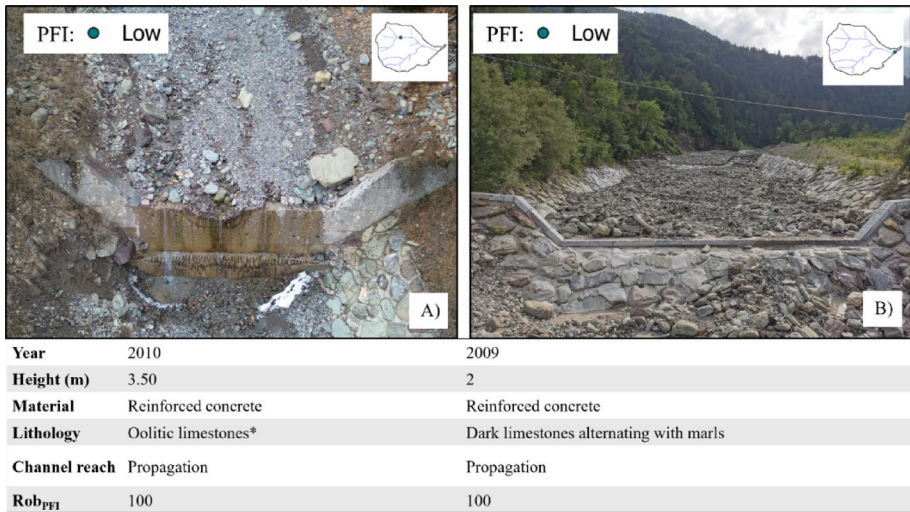 PFI: Low
PFI: Low
A)
B)
Year 2010 2009
Height (m) 3.50 2
Material Reinforced concrete Reinforced concrete
Lithology Oolitic limestones* Dark limestones alternating with marls
Channel reach Propagation Propagation
RobPFI 100 100